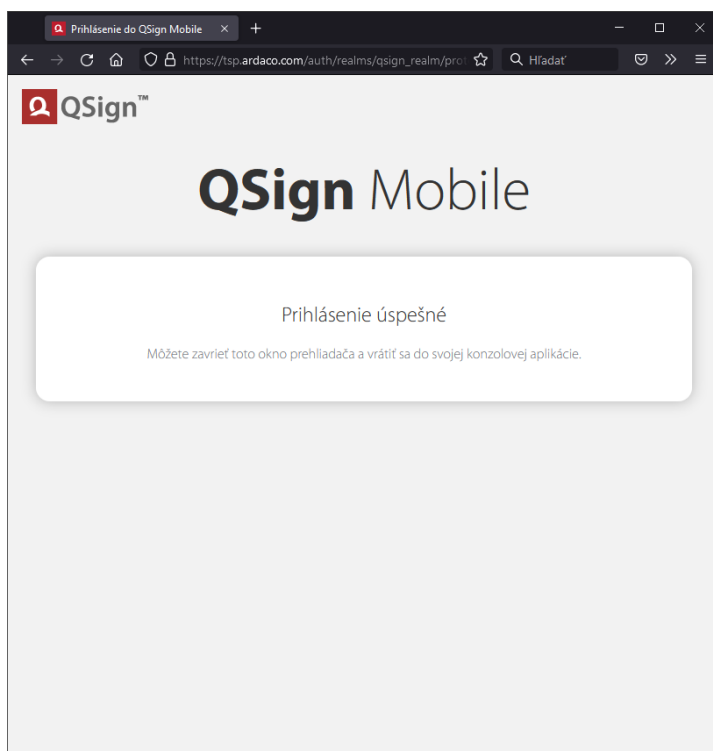 Prihlásenie do QSign Mobile
https://tsp.ardaco.com/auth/realms/qsign_realm/prot
Hľadať
QSign™
QSign Mobile
Prihlásenie úspešné
Môžete zavrieť toto okno prehliadača a vrátiť sa do svojej konzolovej aplikácie.